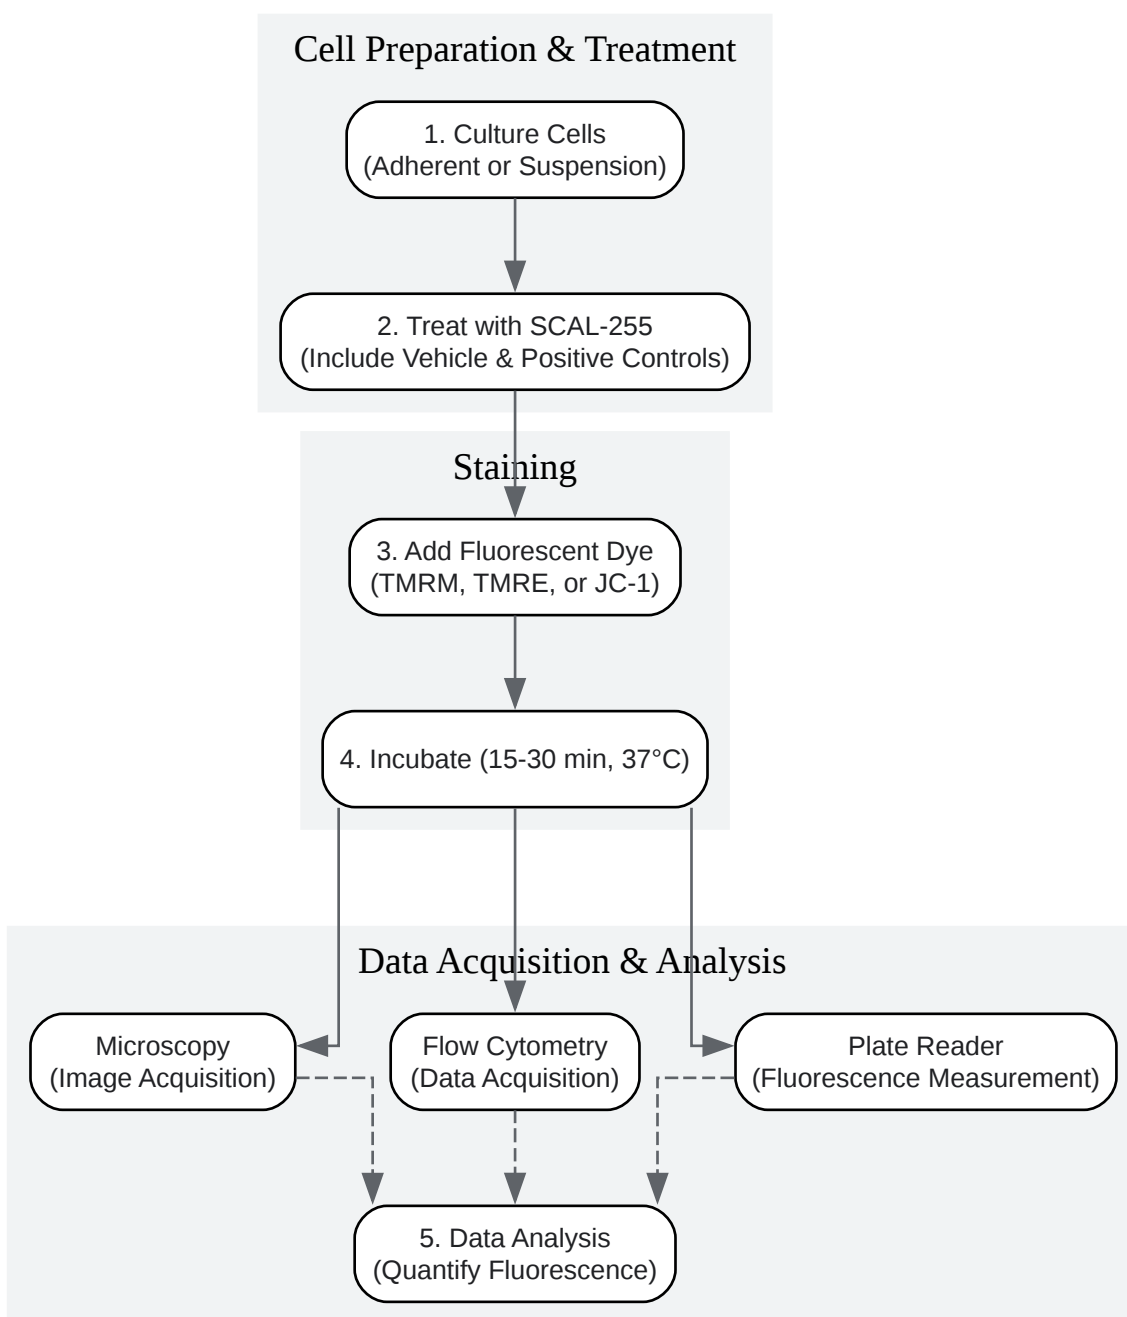 Cell Preparation & Treatment
1. Culture Cells
(Adherent or Suspension)
2. Treat with SCAL-255
(Include Vehicle & Positive Controls)
Staining
3. Add Fluorescent Dye
(TMRM, TMRE, or JC-1)
4. Incubate (15-30 min, 37°C)
Data Acquisition & Analysis
Microscopy
(Image Acquisition)
Flow Cytometry
(Data Acquisition)
Plate Reader
(Fluorescence Measurement)
5. Data Analysis
(Quantify Fluorescence)